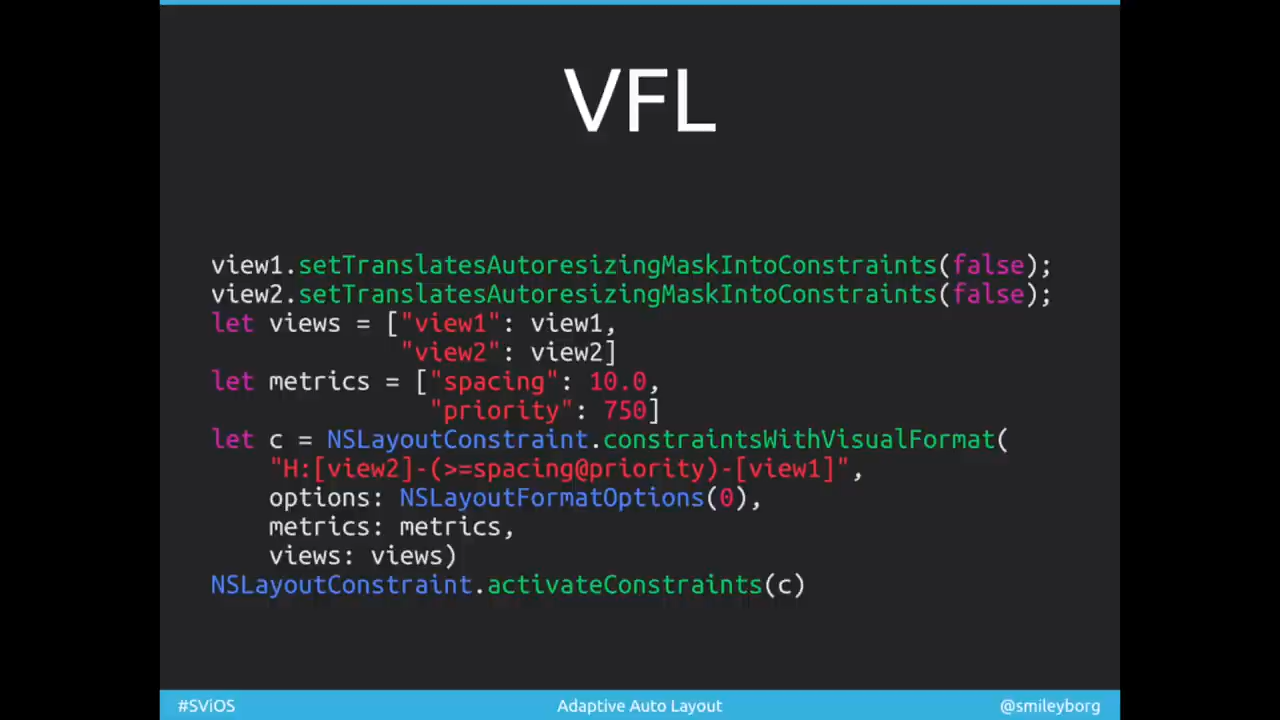 VFL
view1.setTranslatesAutoresizingMaskIntoConstraints(false);
view2.setTranslatesAutoresizingMaskIntoConstraints(false);
let views = ["view1": view1,
"view2": view2]
let metrics = ["spacing": 10.0,
"priority": 750]
let c = NSLayoutConstraint.constraintsWithVisualFormat(
"H:[view2]-(>=spacing@priority)-[view1]",
options: NSLayoutFormatOptions(0),
metrics: metrics,
views: views)
NSLayoutConstraint.activateConstraints(c)
#SViOS
Adaptive Auto Layout
@smileyborg